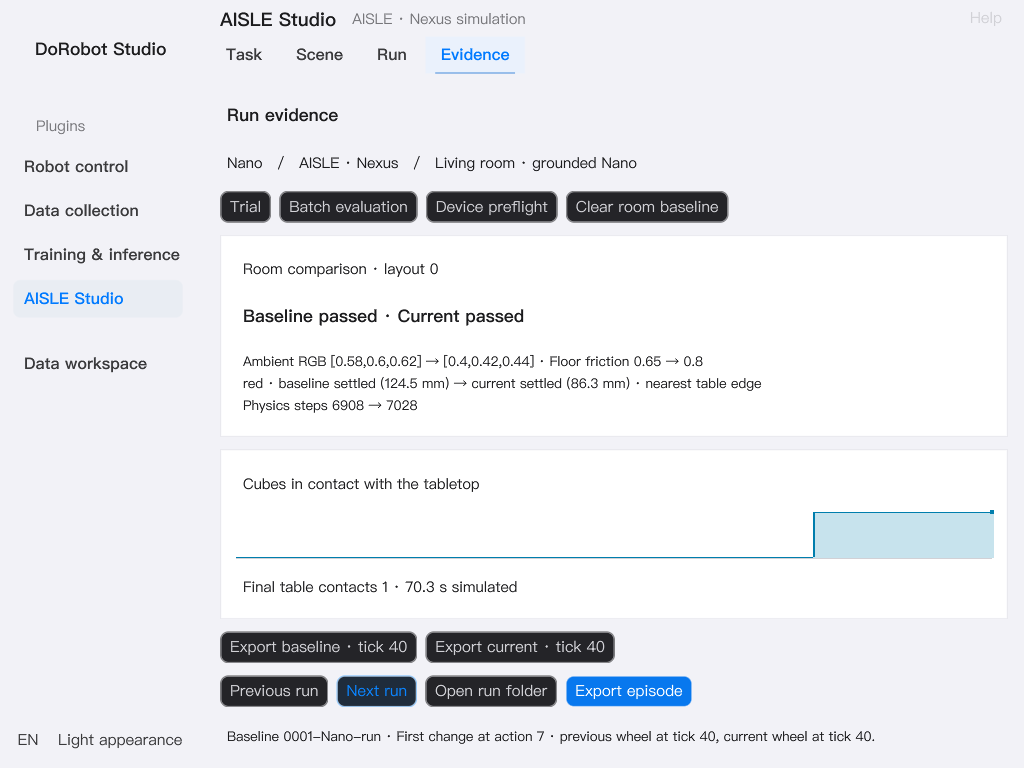 AISLE Studio AISLE · Nexus simulation Help
DoRobot Studio
Task Scene Run Evidence
Plugins
Robot control
Data collection
Training & inference
AISLE Studio
Data workspace
EN Light appearance
Run evidence
Nano / AISLE · Nexus / Living room · grounded Nano
Trial Batch evaluation Device preflight Clear room baseline
Room comparison · layout 0
Baseline passed · Current passed
Ambient RGB [0.58,0.6,0.62] → [0.4,0.42,0.44] · Floor friction 0.65 → 0.8
red · baseline settled (124.5 mm) → current settled (86.3 mm) · nearest table edge
Physics steps 6908 → 7028
Cubes in contact with the tabletop
Final table contacts 1 · 70.3 s simulated
Export baseline · tick 40 Export current · tick 40
Previous run Next run Open run folder Export episode
Baseline 0001-Nano-run · First change at action 7 · previous wheel at tick 40, current wheel at tick 40.